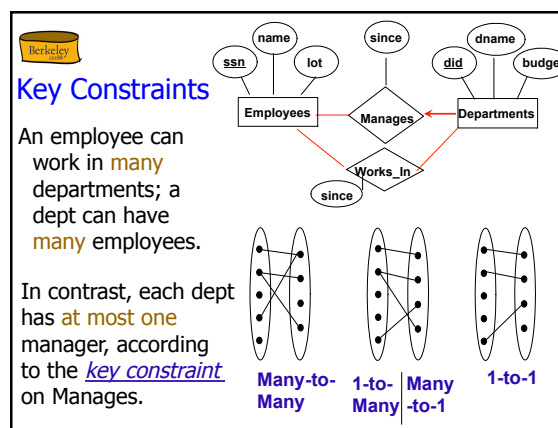 Berkeley
cs186
Key Constraints
An employee can
work in many
departments; a
dept can have
many employees.
In contrast, each dept
has at most one
manager, according
to the key constraint
on Manages.
name
ssn
lot
Employees
since
Manages
dname
did
budget
Departments
Works_In
since
Many-to-
Many
1-to-
Many
Many
-to-1
1-to-1